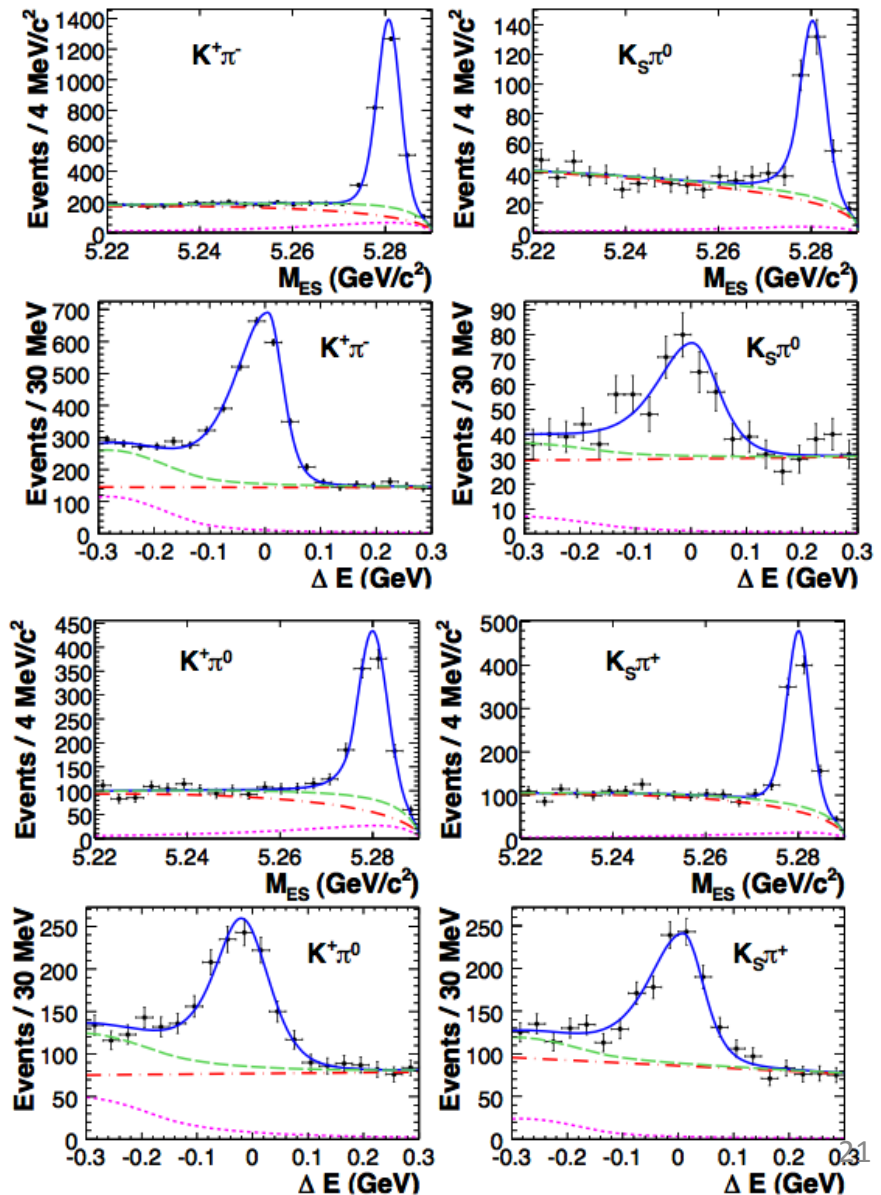 Events / 4 MeV/c²
1400
1200
1000
800
600
400
200
0
K⁺π⁻
5.22 5.24 5.26 5.28
M_ES (GeV/c²)
Events / 4 MeV/c²
140
120
100
80
60
40
20
0
K_Sπ⁰
5.22 5.24 5.26 5.28
M_ES (GeV/c²)
Events / 30 MeV
700
600
500
400
300
200
100
0
K⁺π⁻
-0.3 -0.2 -0.1 0 0.1 0.2 0.3
Δ E (GeV)
Events / 30 MeV
90
80
70
60
50
40
30
20
10
0
K_Sπ⁰
-0.3 -0.2 -0.1 0 0.1 0.2 0.3
Δ E (GeV)
Events / 4 MeV/c²
450
400
350
300
250
200
150
100
50
0
K⁺π⁰
5.22 5.24 5.26 5.28
M_ES (GeV/c²)
Events / 4 MeV/c²
500
400
300
200
100
0
K_Sπ⁺
5.22 5.24 5.26 5.28
M_ES (GeV/c²)
Events / 30 MeV
250
200
150
100
50
0
K⁺π⁰
-0.3 -0.2 -0.1 0 0.1 0.2 0.3
Δ E (GeV)
Events / 30 MeV
250
200
150
100
50
0
K_Sπ⁺
-0.3 -0.2 -0.1 0 0.1 0.2 0.3
Δ E (GeV)
21